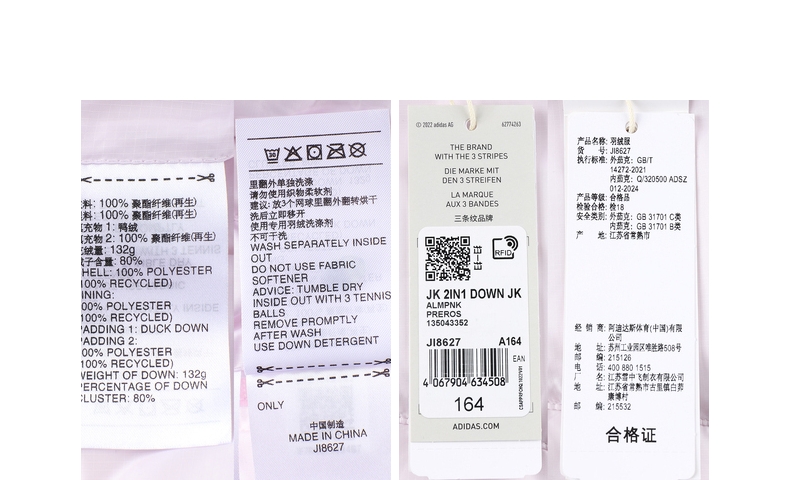 料: 100% 聚酯纤维(再生)
料: 100% 聚酯纤维(再生)
充物 1: 鸭绒
充物 2: 100% 聚酯纤维(再生)
绒量: 132g
子含量: 80%
HELL: 100% POLYESTER
100% RECYCLED)
INING:
00% POLYESTER
100% RECYCLED)
ADDING 1: DUCK DOWN
ADDING 2:
00% POLYESTER
100% RECYCLED)
WEIGHT OF DOWN: 132g
PERCENTAGE OF DOWN
CLUSTER: 80%
里翻外单独洗涤
请勿使用织物柔软剂
建议: 放3个网球里外翻转烘干
洗后立即移开
使用专用羽绒洗涤剂
不可干洗
WASH SEPARATELY INSIDE
OUT
DO NOT USE FABRIC
SOFTENER
ADVICE: TUMBLE DRY
INSIDE OUT WITH 3 TENNIS
BALLS
REMOVE PROMPTLY
AFTER WASH
USE DOWN DETERGENT
ONLY
中国制造
MADE IN CHINA
JI8627
© 2022 adidas AG 62774263
THE BRAND
WITH THE 3 STRIPES
DIE MARKE MIT
DEN 3 STREIFEN
LA MARQUE
AUX 3 BANDES
三条纹品牌
RFID
JK 2IN1 DOWN JK
ALMPNK
PREROS
135043352
JI8627 A164
EAN
4 067904 634508
164
ADIDAS.COM
产品名称: 羽绒服
货 号: JI8627
执行标准: 外茄克: GB/T
14272-2021
内茄克: Q/320500 ADSZ
012-2024
产品等级: 合格品
检验合格: 检18
安全类别: 外茄克: GB 31701 C类
内茄克: GB 31701 B类
产 地: 江苏省常熟市
经 销 商: 阿迪达斯体育(中国)有限
公司
地 址: 苏州工业园区唯胜路508号
邮 编: 215126
电 话: 400 880 1515
厂 名: 江苏雪中飞制衣有限公司
地 址: 江苏省常熟市古里镇白茆
康博村
邮 编: 215532
合格证